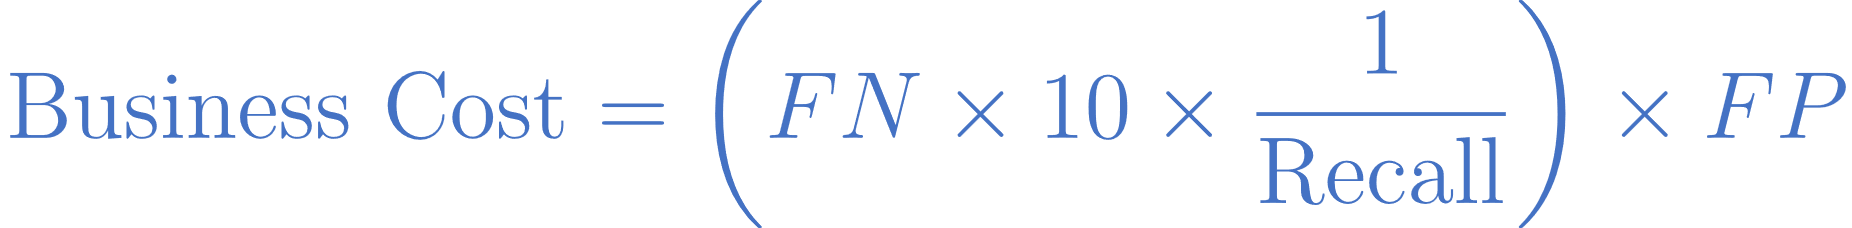 Business Cost = ( FN × 10 × 1/Recall ) × FP